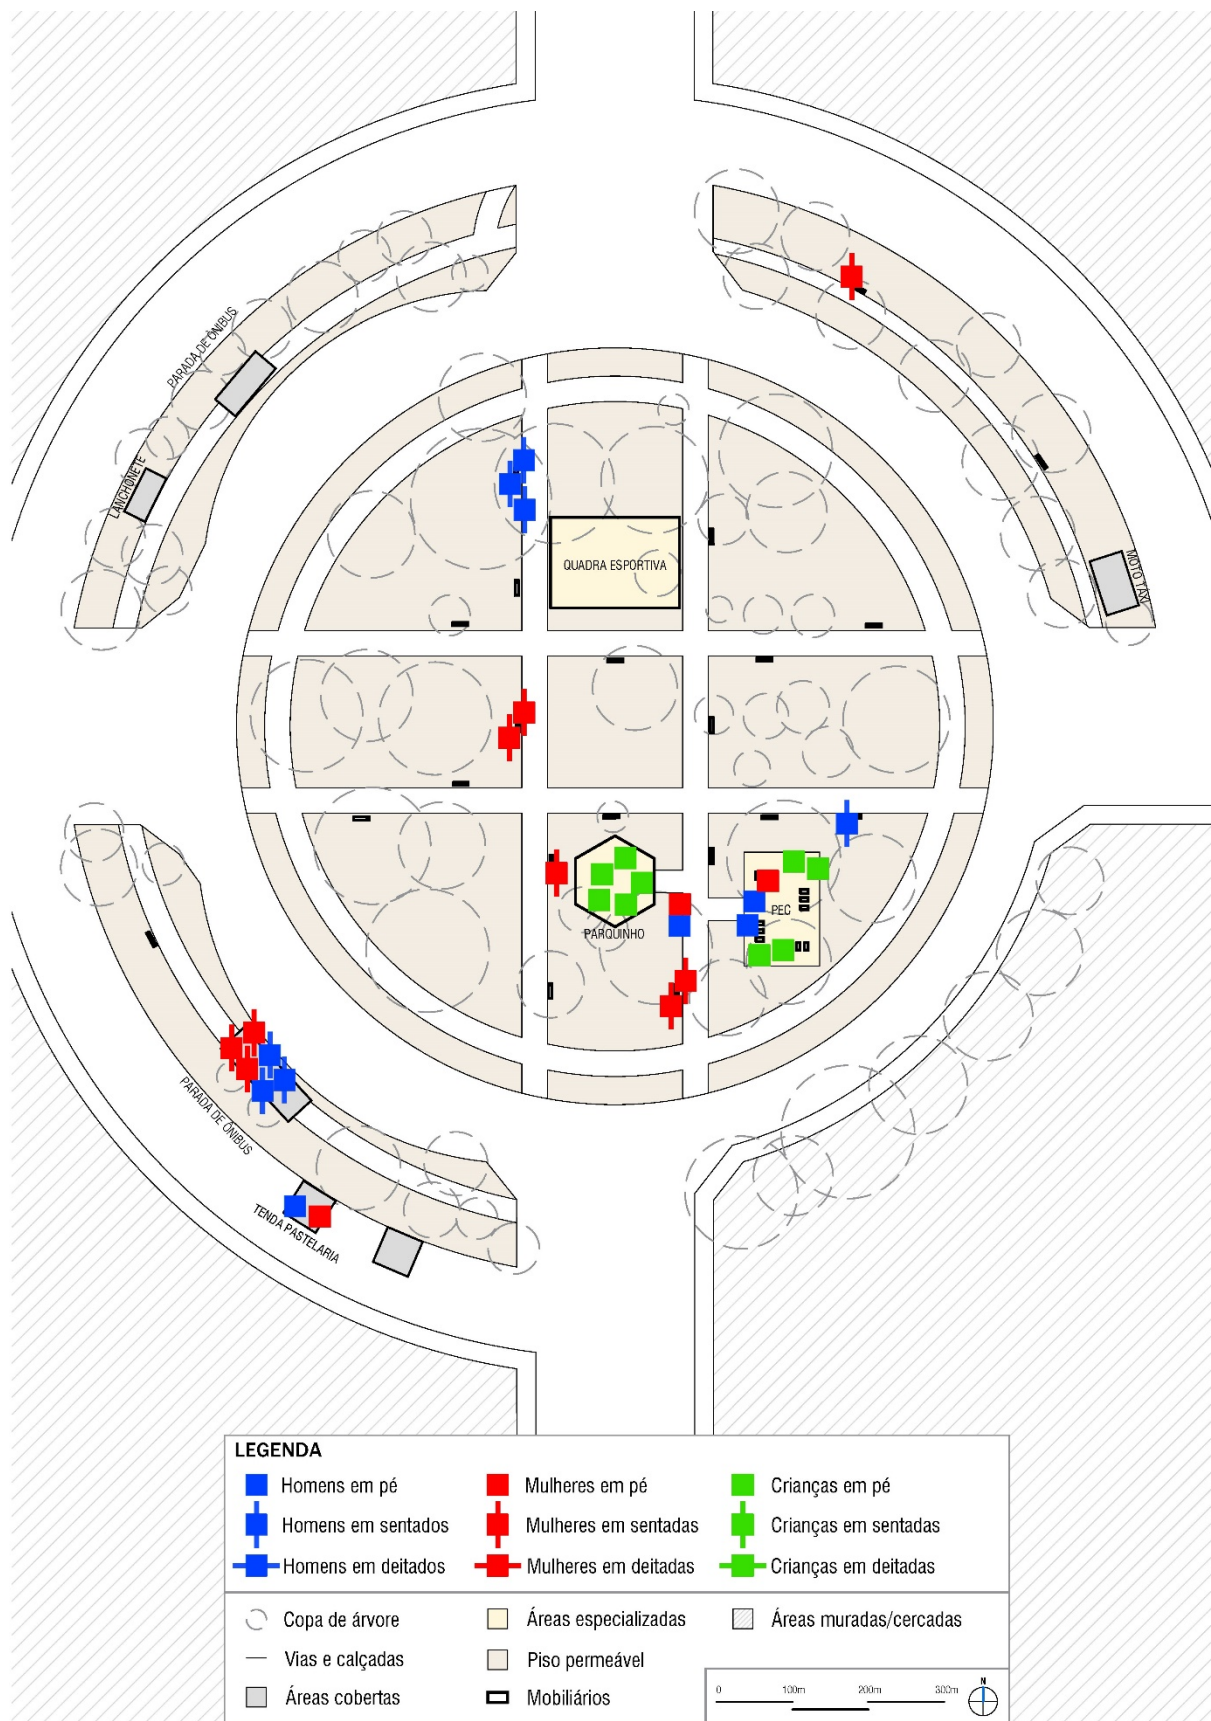 PARADA DE ÔNIBUS
LANCHONETE
QUADRA ESPORTIVA
MOTO TÁXI
PARQUINHO
PEC
PARADA DE ÔNIBUS
TENDA PASTELARIA
LEGENDA
Homens em pé
Mulheres em pé
Crianças em pé
Homens em sentados
Mulheres em sentadas
Crianças em sentadas
Homens em deitados
Mulheres em deitadas
Crianças em deitadas
Copa de árvore
Áreas especializadas
Áreas muradas/cercadas
Vias e calçadas
Piso permeável
Áreas cobertas
Mobiliários
0 100m 200m 300m
N